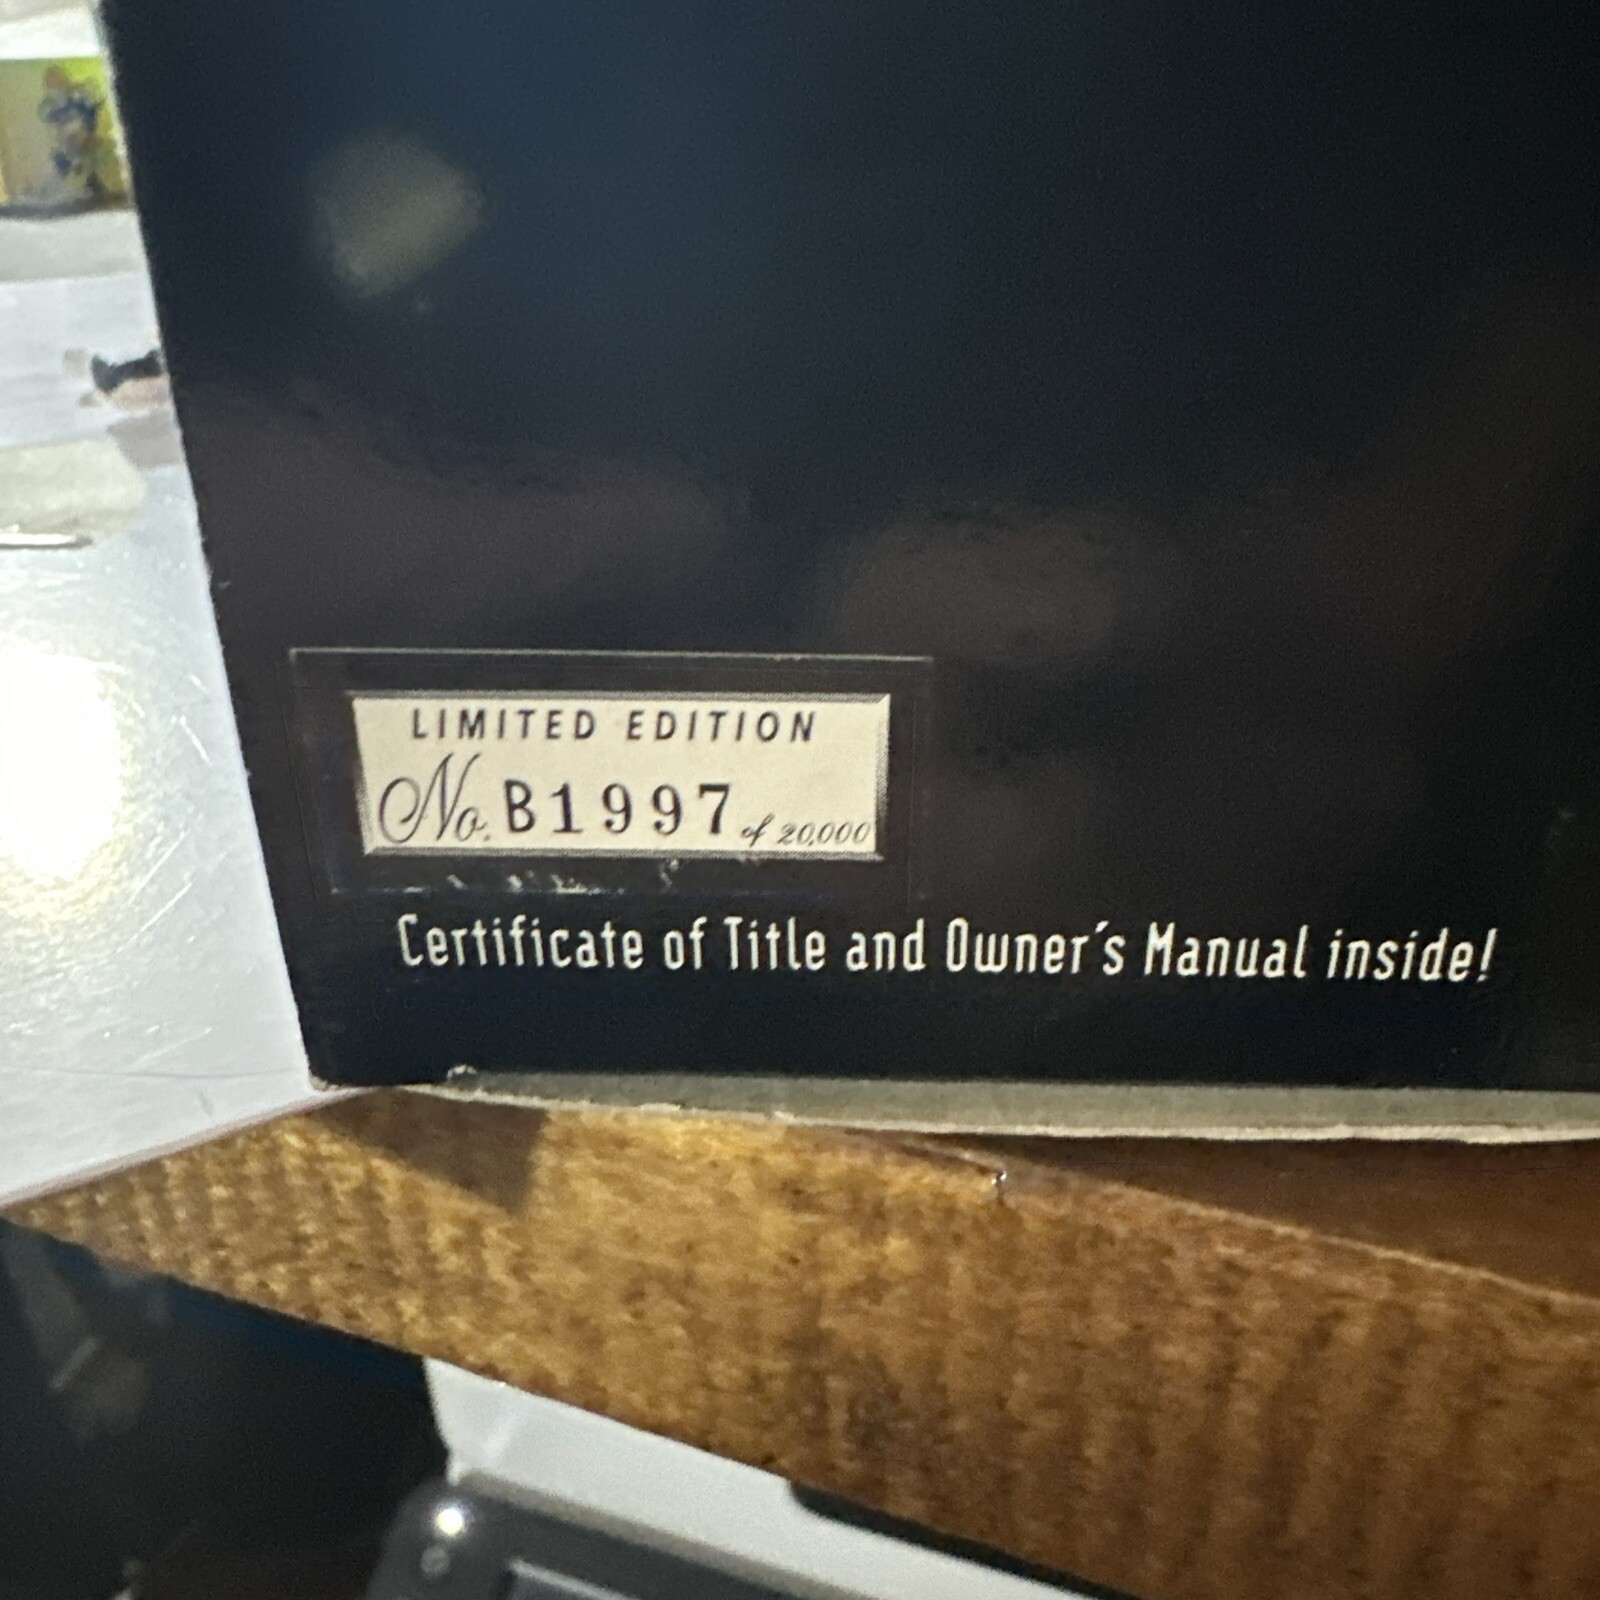 LIMITED EDITION
No. B1997 of 20,000
Certificate of Title and Owner's Manual inside!